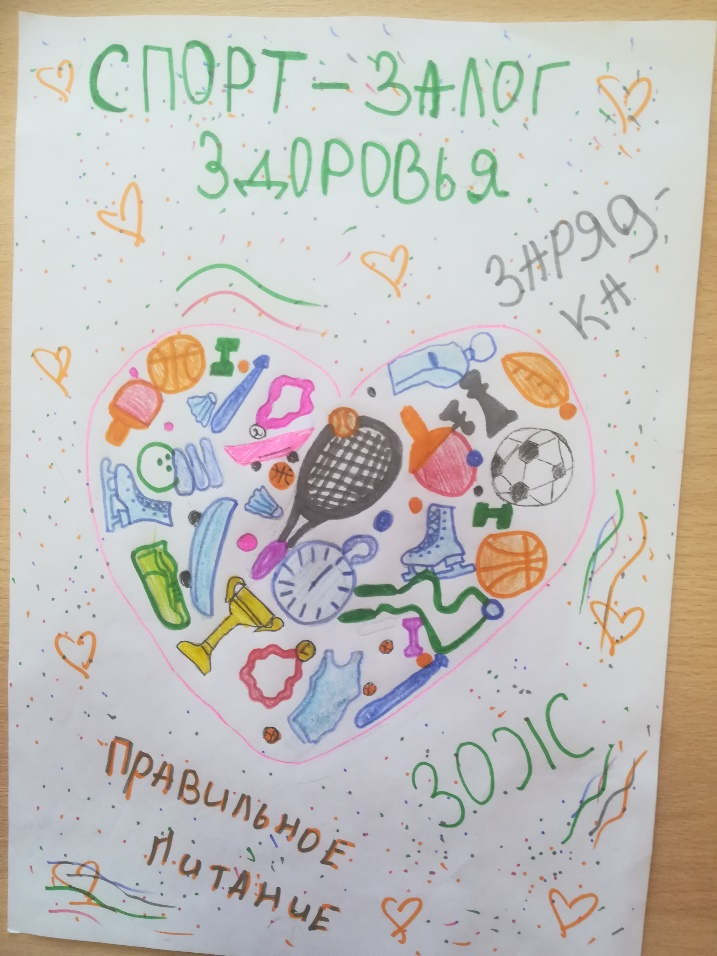 СПОРТ – ЗАЛОГ
ЗДОРОВЬЯ
ЗАРЯД-
КА
ЗОЖ
ПРАВИЛЬНОЕ
ПИТАНИЕ